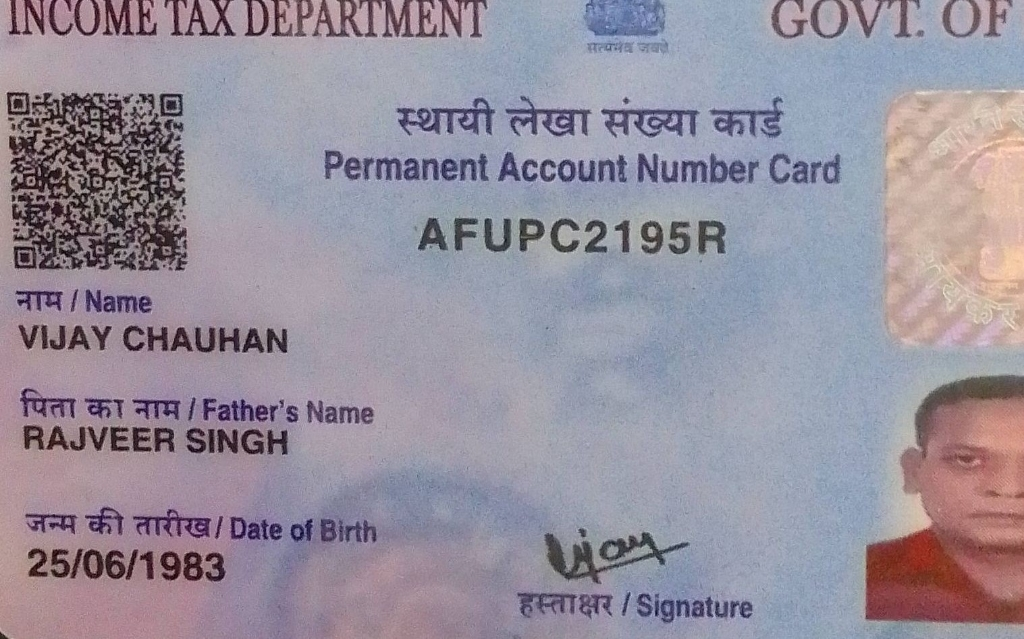 INCOME TAX DEPARTMENT
सत्यमेव जयते
GOVT. OF
स्थायी लेखा संख्या कार्ड
Permanent Account Number Card
AFUPC2195R
नाम / Name
VIJAY CHAUHAN
पिता का नाम / Father's Name
RAJVEER SINGH
जन्म की तारीख / Date of Birth
25/06/1983
Vijay
हस्ताक्षर / Signature